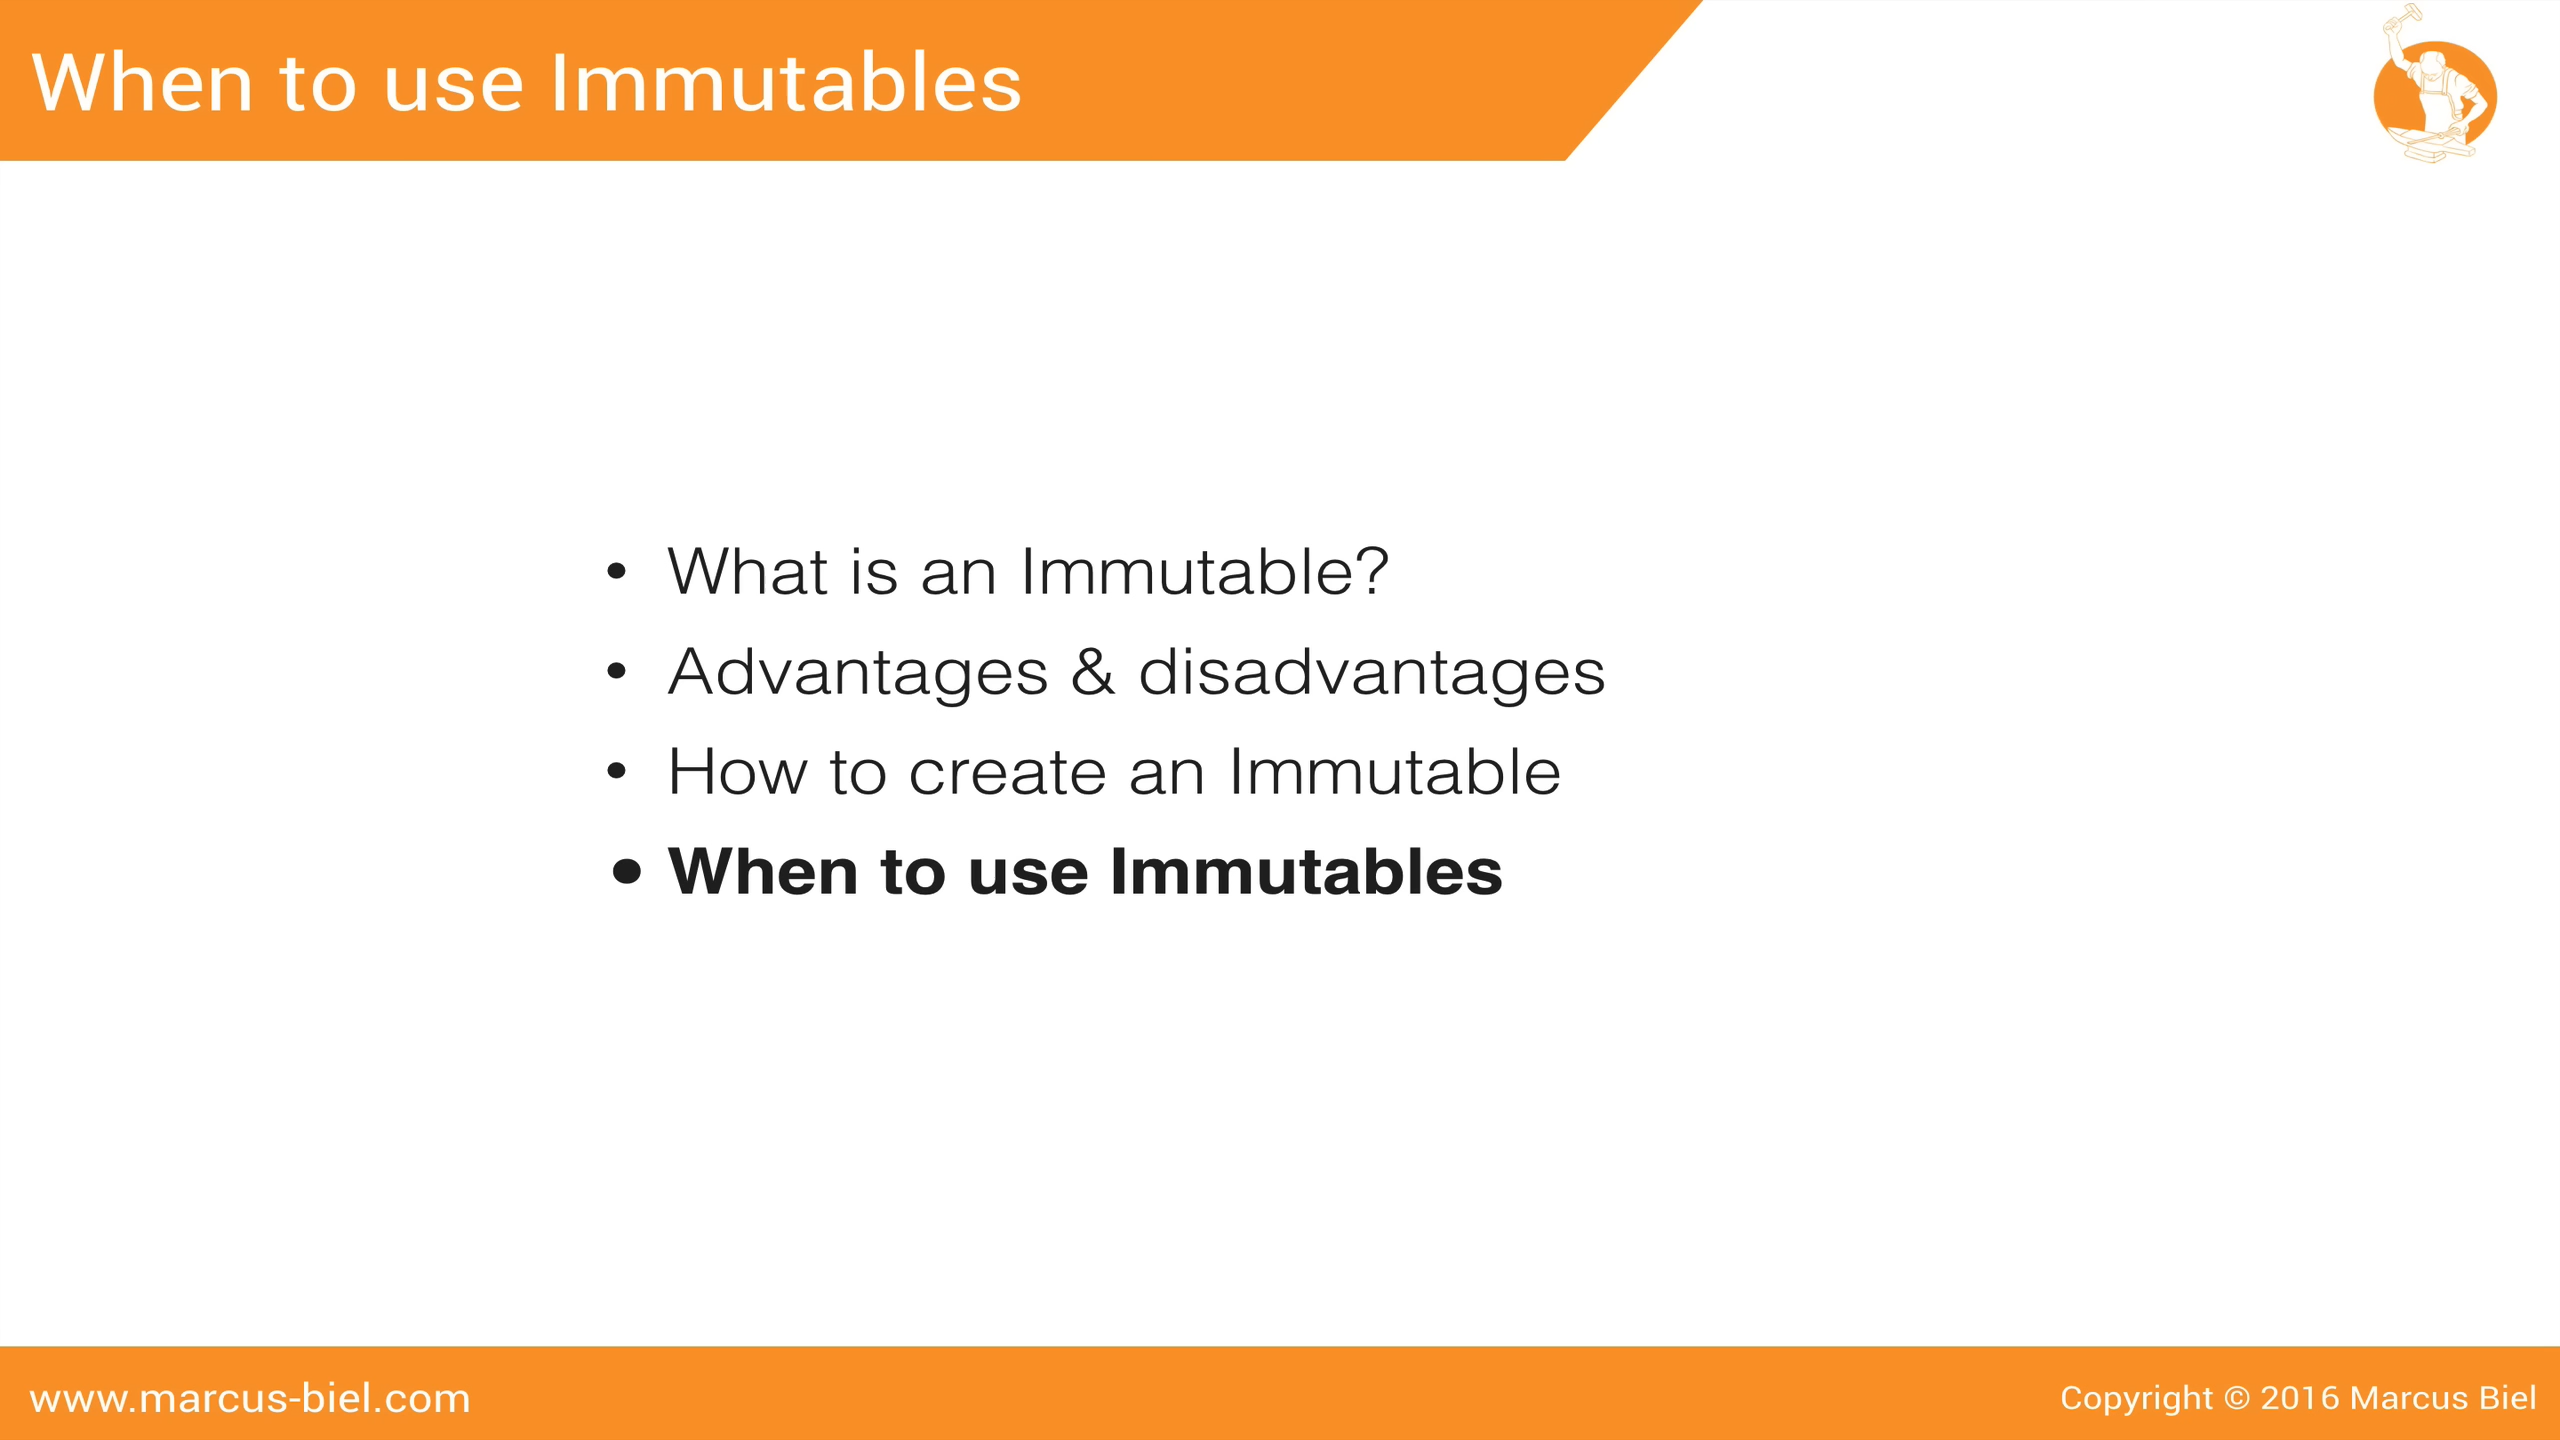 When to use Immutables
• What is an Immutable?
• Advantages & disadvantages
• How to create an Immutable
• When to use Immutables
www.marcus-biel.com
Copyright © 2016 Marcus Biel